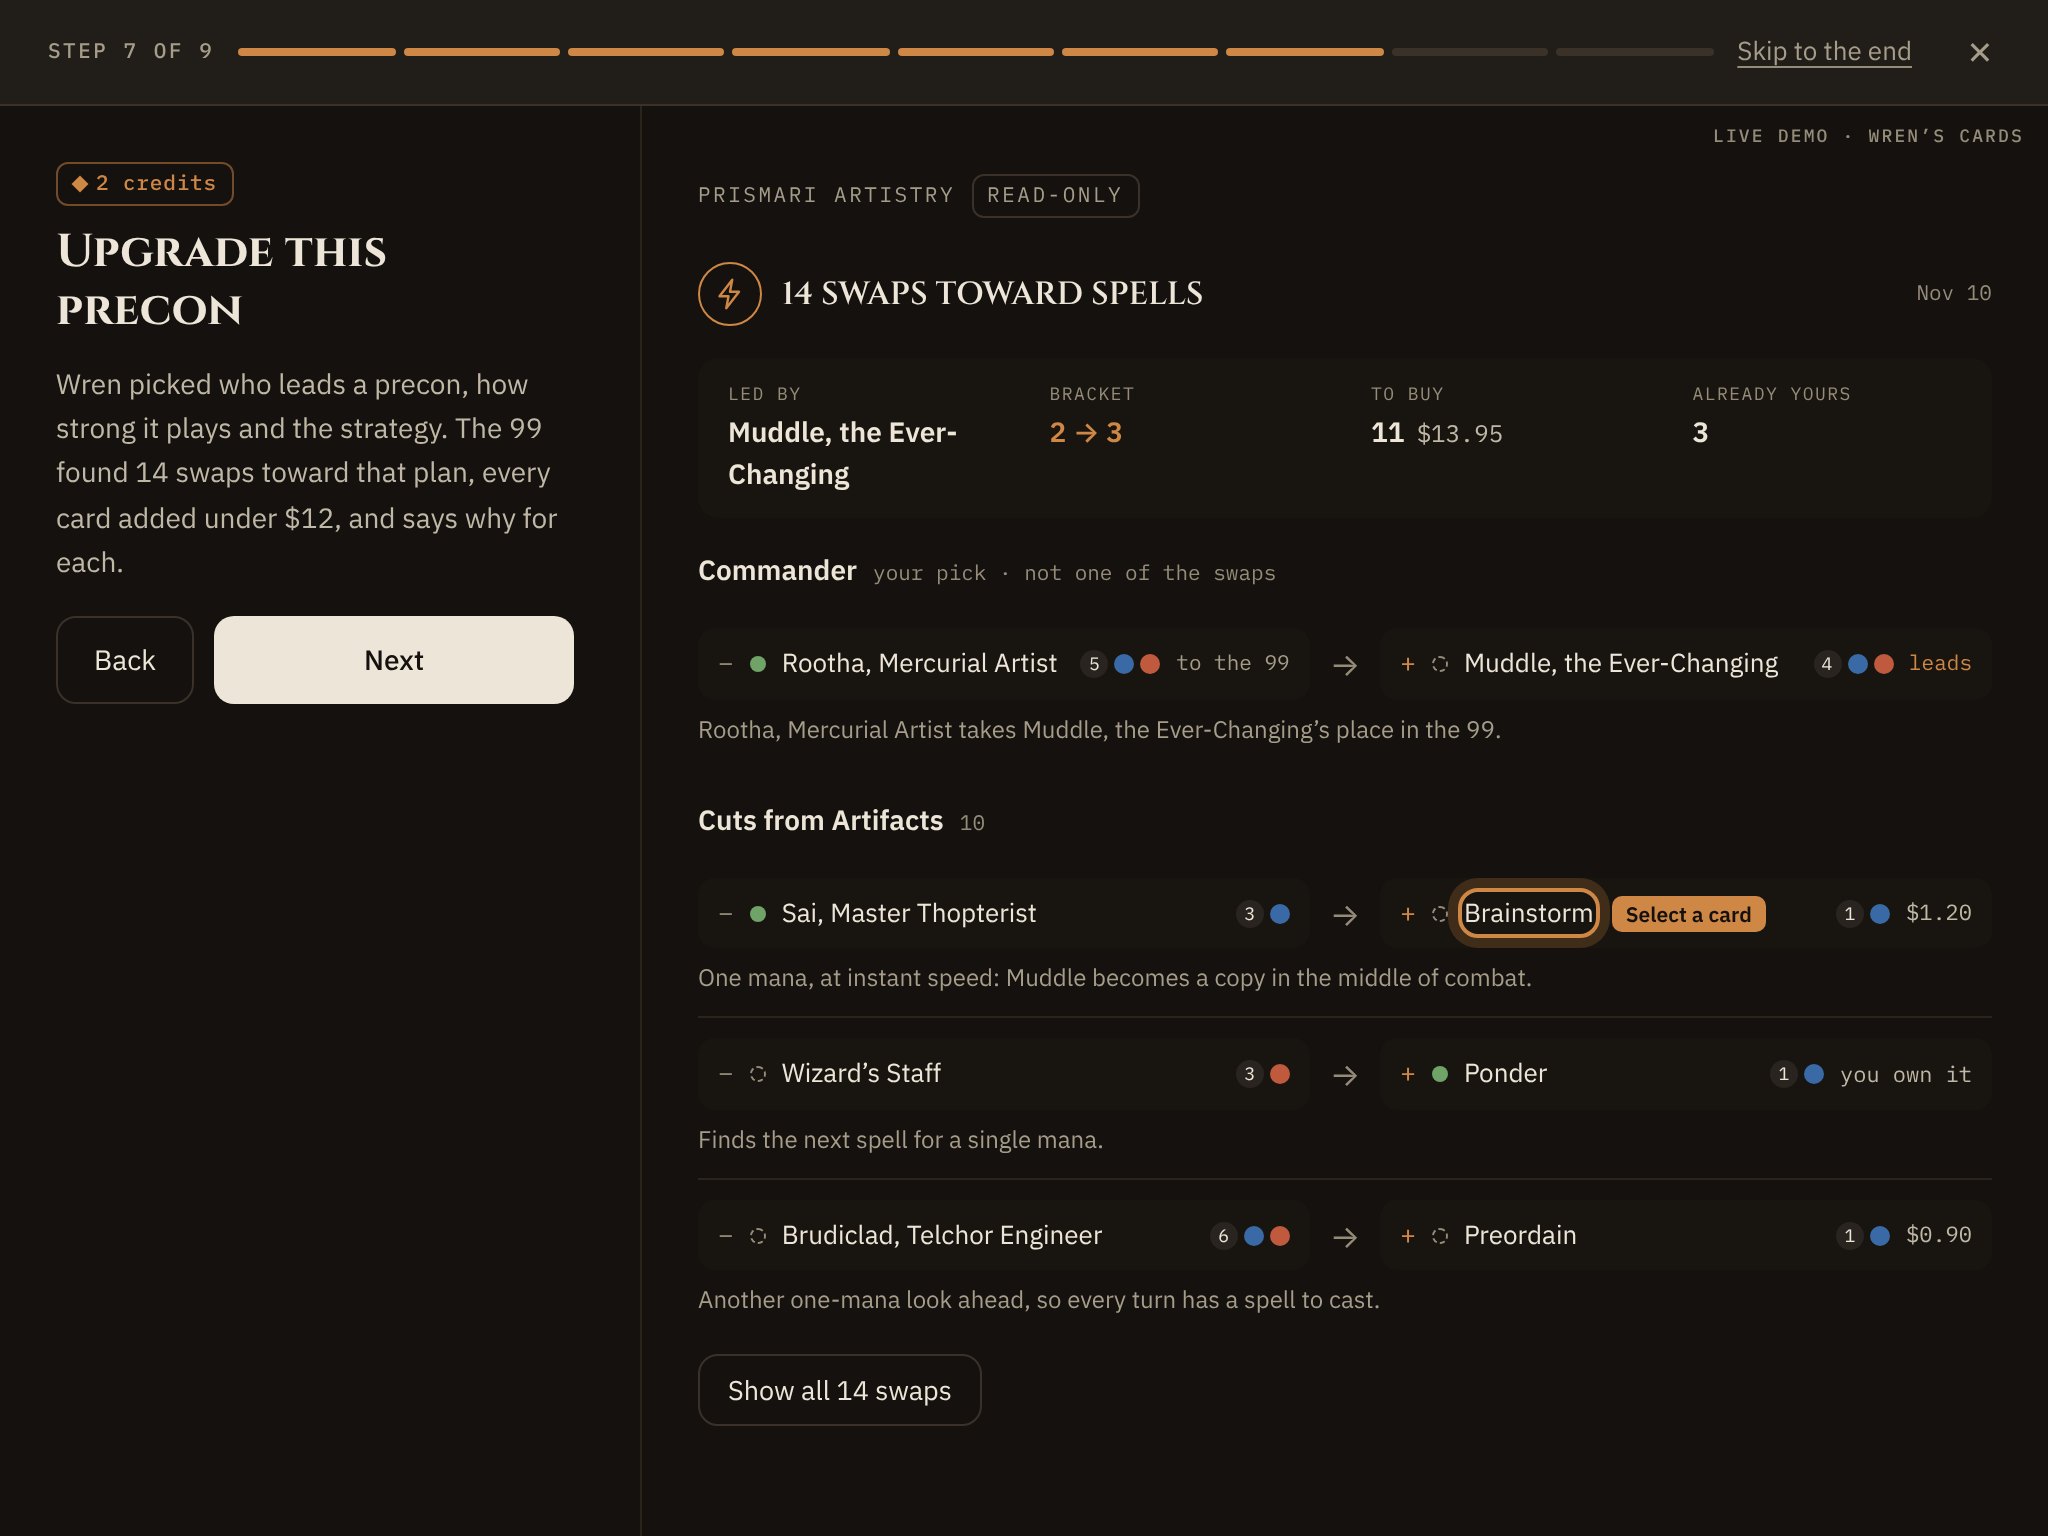 STEP 7 OF 9
Skip to the end
LIVE DEMO · WREN’S CARDS
2 credits
Upgrade this
precon
Wren picked who leads a precon, how
strong it plays and the strategy. The 99
found 14 swaps toward that plan, every
card added under $12, and says why for
each.
Back
Next
PRISMARI ARTISTRY READ-ONLY
14 SWAPS TOWARD SPELLS
Nov 10
LED BY
Muddle, the Ever-
Changing
BRACKET
2 → 3
TO BUY
11 $13.95
ALREADY YOURS
3
Commander your pick · not one of the swaps
− Rootha, Mercurial Artist 5 to the 99 → + Muddle, the Ever-Changing 4 leads
Rootha, Mercurial Artist takes Muddle, the Ever-Changing’s place in the 99.
Cuts from Artifacts 10
− Sai, Master Thopterist 3 → + Brainstorm Select a card 1 $1.20
One mana, at instant speed: Muddle becomes a copy in the middle of combat.
− Wizard’s Staff 3 → + Ponder 1 you own it
Finds the next spell for a single mana.
− Brudiclad, Telchor Engineer 6 → + Preordain 1 $0.90
Another one-mana look ahead, so every turn has a spell to cast.
Show all 14 swaps